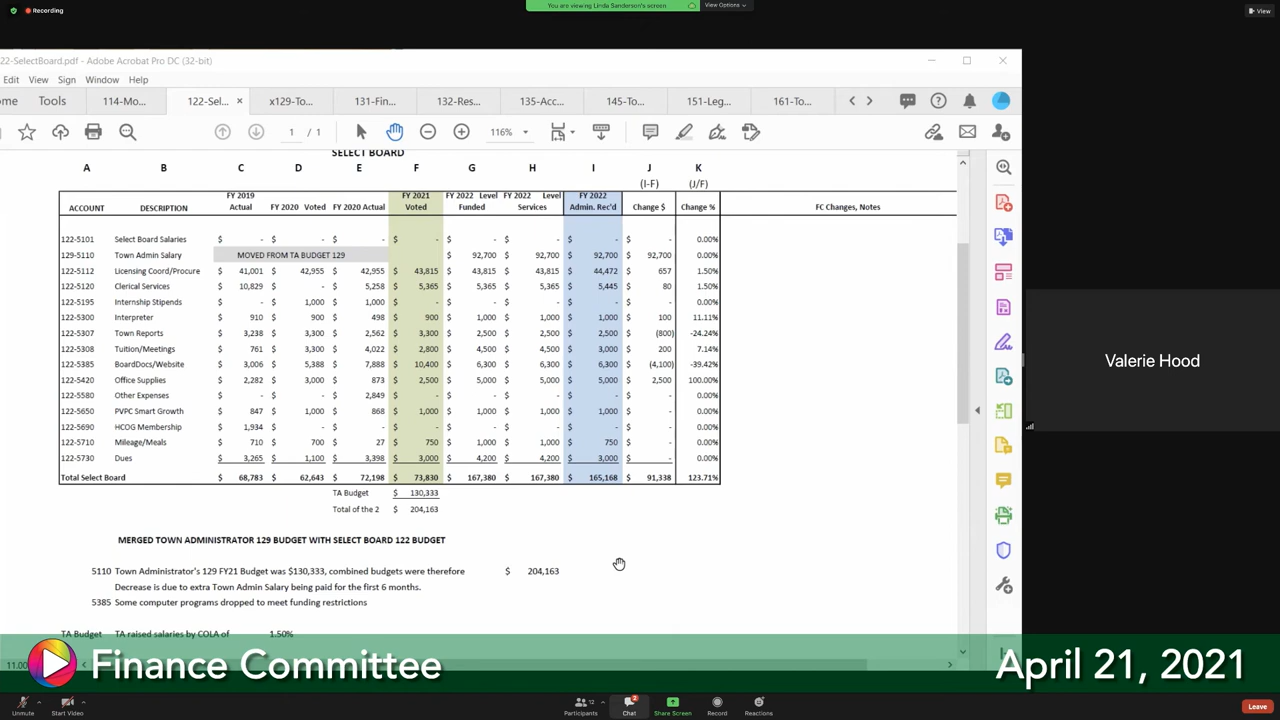 Recording
You are viewing Linda Sanderson's screen
View Options
View
22-SelectBoard.pdf - Adobe Acrobat Pro DC (32-bit)
Edit View Sign Window Help
ome Tools 114-Mo... 122-Sel... × x129-To... 131-Fin... 132-Res... 135-Acc... 145-To... 151-Leg... 161-To...
1 / 1 116%
SELECT BOARD
A B C D E F G H I J K
(I-F) (J/F)
ACCOUNT DESCRIPTION FY 2019 Actual FY 2020 Voted FY 2020 Actual FY 2021 Voted FY 2022 Level Funded FY 2022 Level Services FY 2022 Admin. Rec'd Change $ Change % FC Changes, Notes
122-5101 Select Board Salaries $ - $ - $ - $ - $ - $ - $ - $ - 0.00%
129-5110 Town Admin Salary MOVED FROM TA BUDGET 129 $ 92,700 $ 92,700 $ 92,700 $ 92,700 0.00%
122-5112 Licensing Coord/Procure $ 41,001 $ 42,955 $ 42,955 $ 43,815 $ 43,815 $ 43,815 $ 44,472 $ 657 1.50%
122-5120 Clerical Services $ 10,829 $ - $ 5,258 $ 5,365 $ 5,365 $ 5,365 $ 5,445 $ 80 1.50%
122-5195 Internship Stipends $ - $ 1,000 $ 1,000 $ - $ - $ - $ - $ - 0.00%
122-5300 Interpreter $ 910 $ 900 $ 498 $ 900 $ 1,000 $ 1,000 $ 1,000 $ 100 11.11%
122-5307 Town Reports $ 3,238 $ 3,300 $ 2,562 $ 3,300 $ 2,500 $ 2,500 $ 2,500 $ (800) -24.24%
122-5308 Tuition/Meetings $ 761 $ 3,300 $ 4,022 $ 2,800 $ 4,500 $ 4,500 $ 3,000 $ 200 7.14%
122-5385 BoardDocs/Website $ 3,006 $ 5,388 $ 7,888 $ 10,400 $ 6,300 $ 6,300 $ 6,300 $ (4,100) -39.42%
122-5420 Office Supplies $ 2,282 $ 3,000 $ 873 $ 2,500 $ 5,000 $ 5,000 $ 5,000 $ 2,500 100.00%
122-5580 Other Expenses $ - $ - $ 2,849 $ - $ - $ - $ - $ - 0.00%
122-5650 PVPC Smart Growth $ 847 $ 1,000 $ 868 $ 1,000 $ 1,000 $ 1,000 $ 1,000 $ - 0.00%
122-5690 HCOG Membership $ 1,934 $ - $ - $ - $ - $ - $ - $ - 0.00%
122-5710 Mileage/Meals $ 710 $ 700 $ 27 $ 750 $ 1,000 $ 1,000 $ 750 $ - 0.00%
122-5730 Dues $ 3,265 $ 1,100 $ 3,398 $ 3,000 $ 4,200 $ 4,200 $ 3,000 $ - 0.00%
Total Select Board $ 68,783 $ 62,643 $ 72,198 $ 73,830 $ 167,380 $ 167,380 $ 165,168 $ 91,338 123.71%
TA Budget $ 130,333
Total of the 2 $ 204,163
MERGED TOWN ADMINISTRATOR 129 BUDGET WITH SELECT BOARD 122 BUDGET
5110 Town Administrator's 129 FY21 Budget was $130,333, combined budgets were therefore $ 204,163
Decrease is due to extra Town Admin Salary being paid for the first 6 months.
5385 Some computer programs dropped to meet funding restrictions
TA Budget TA raised salaries by COLA of 1.50%
Valerie Hood
11.00
Finance Committee
April 21, 2021
Unmute Start Video Participants 12 Chat 2 Share Screen Record Reactions Leave